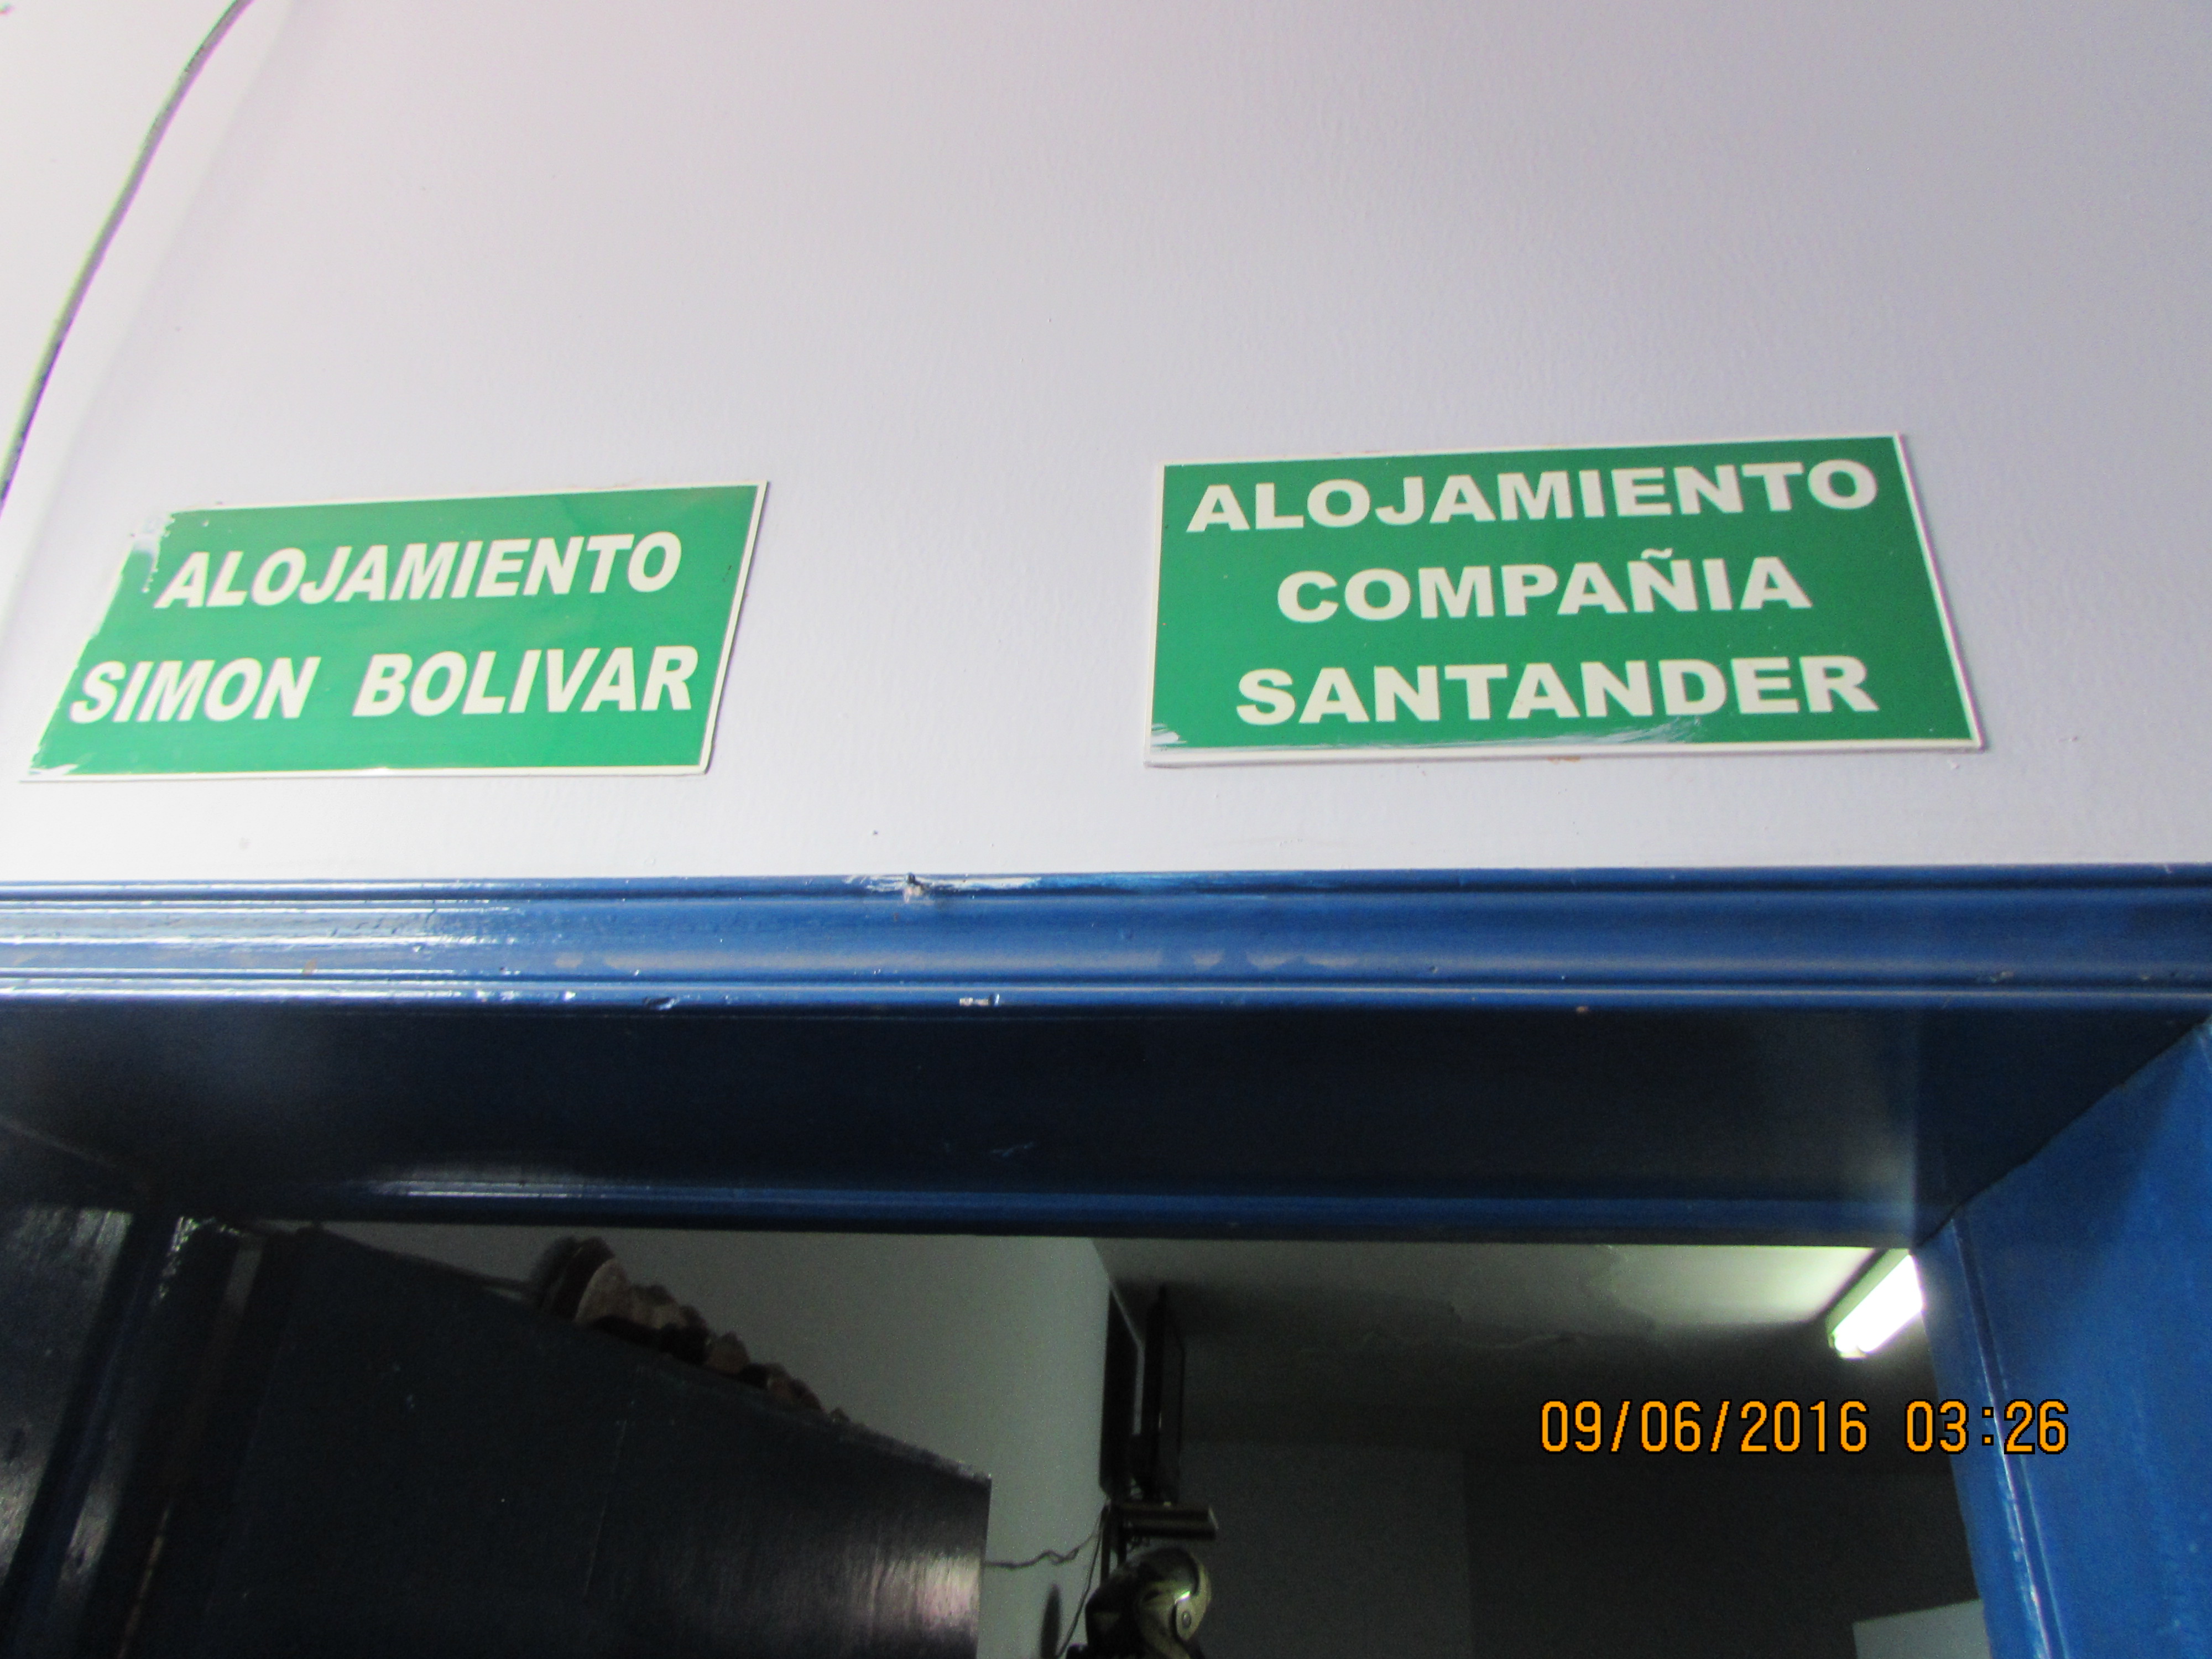 ALOJAMIENTO
SIMON BOLIVAR
ALOJAMIENTO
COMPAÑIA
SANTANDER
09/06/2016 03:26